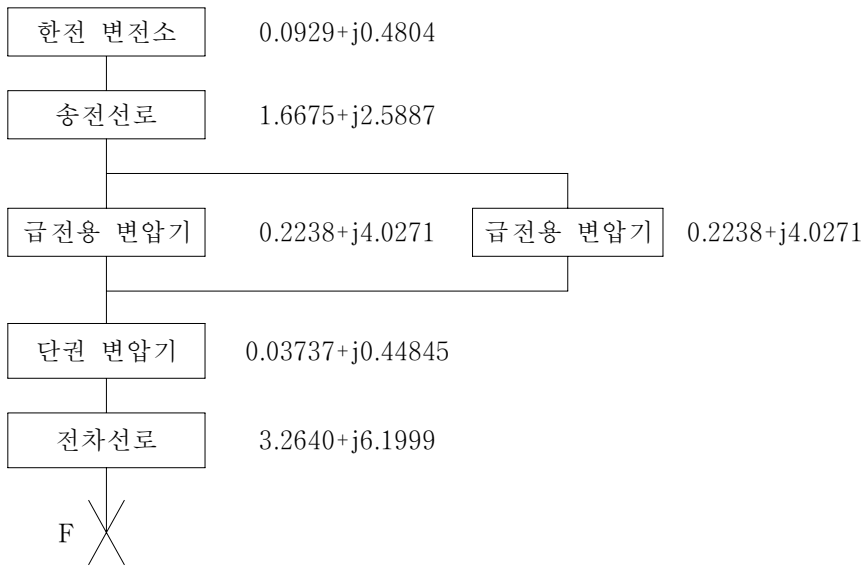 한전 변전소 0.0929+j0.4804
송전선로 1.6675+j2.5887
급전용 변압기 0.2238+j4.0271 급전용 변압기 0.2238+j4.0271
단권 변압기 0.03737+j0.44845
전차선로 3.2640+j6.1999
F